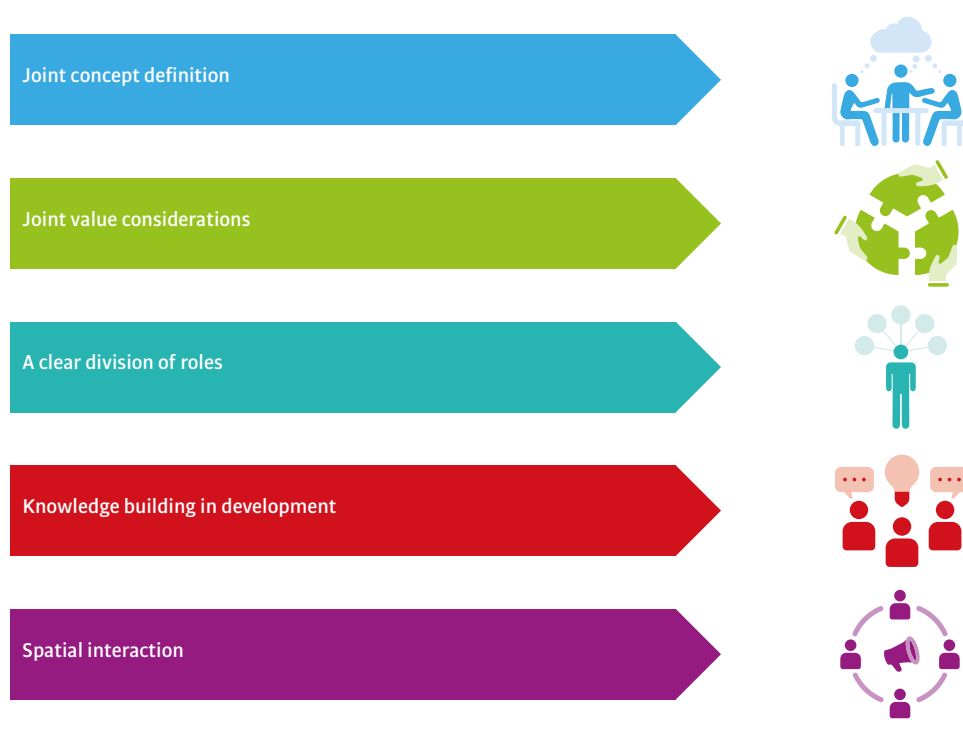 Joint concept definition
Joint value considerations
A clear division of roles
Knowledge building in development
Spatial interaction